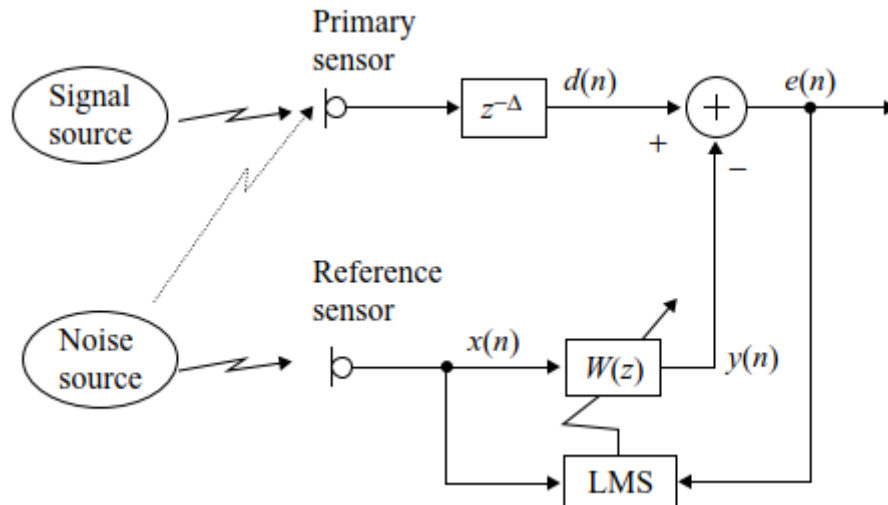 Primary
sensor
Signal
source
z^{-Δ}
d(n)
+
e(n)
+
−
Reference
sensor
Noise
source
x(n)
W(z)
y(n)
LMS